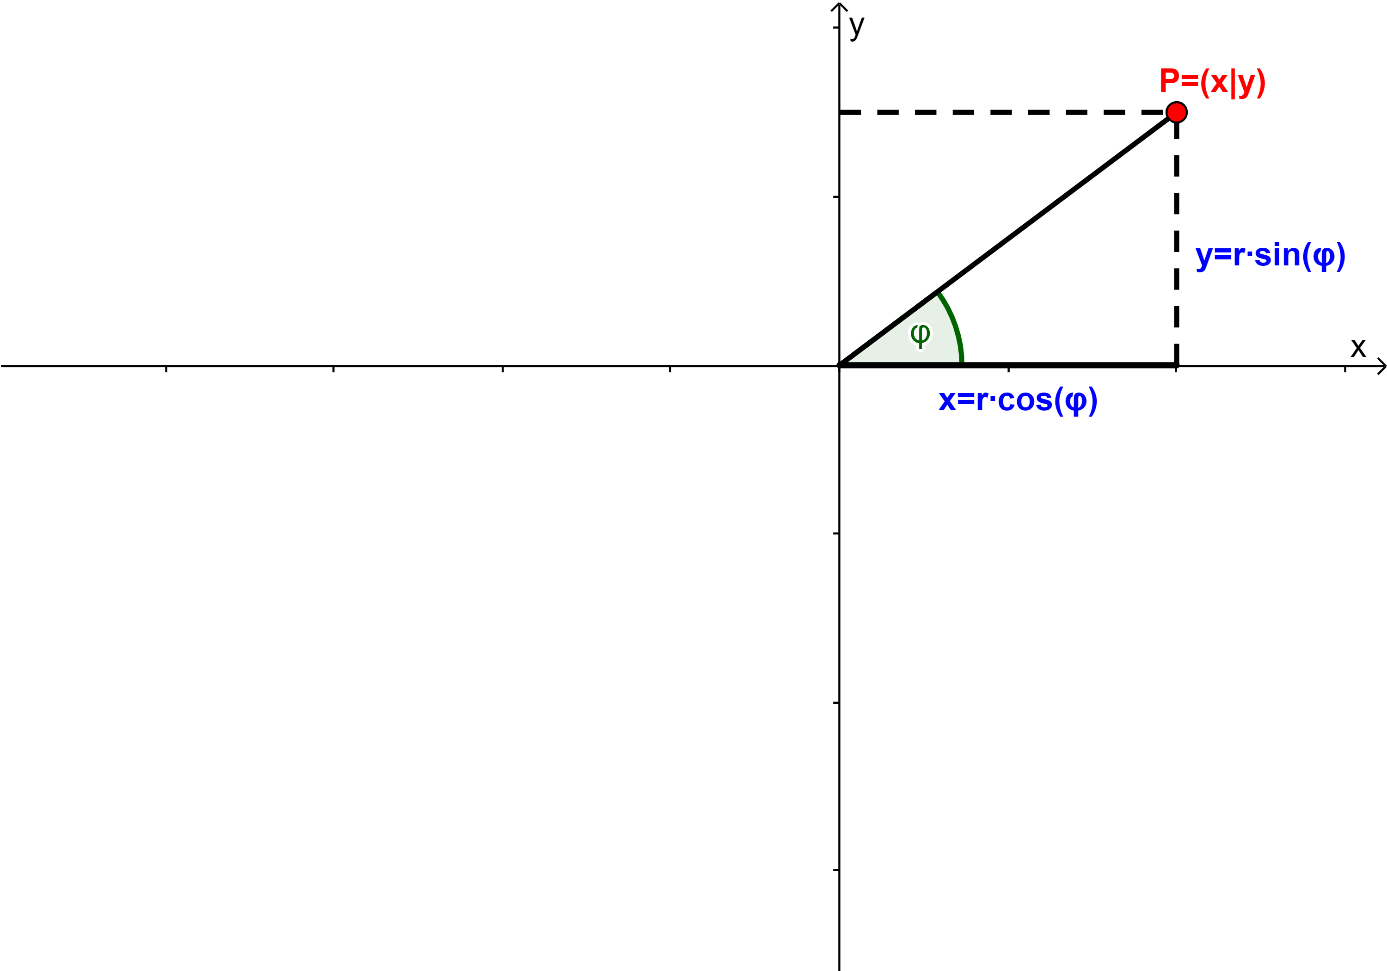 y
P=(x|y)
y=r·sin(φ)
φ
x
x=r·cos(φ)